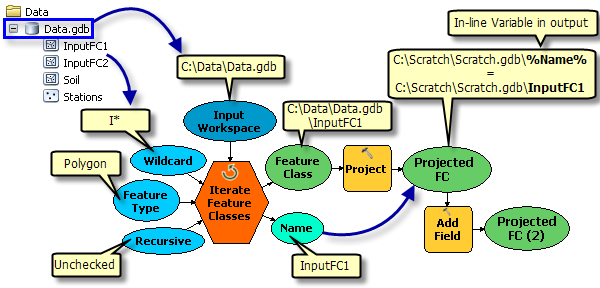 Data
Data.gdb
InputFC1
InputFC2
Soil
Stations
In-line Variable in output
C:\Data\Data.gdb
C:\Scratch\Scratch.gdb\%Name%
=
C:\Scratch\Scratch.gdb\InputFC1
I*
Input
Workspace
C:\Data\Data.gdb
\InputFC1
Polygon
Wildcard
Feature
Class
Project
Projected
FC
Feature
Type
Iterate
Feature
Classes
Unchecked
Recursive
Name
InputFC1
Add
Field
Projected
FC (2)